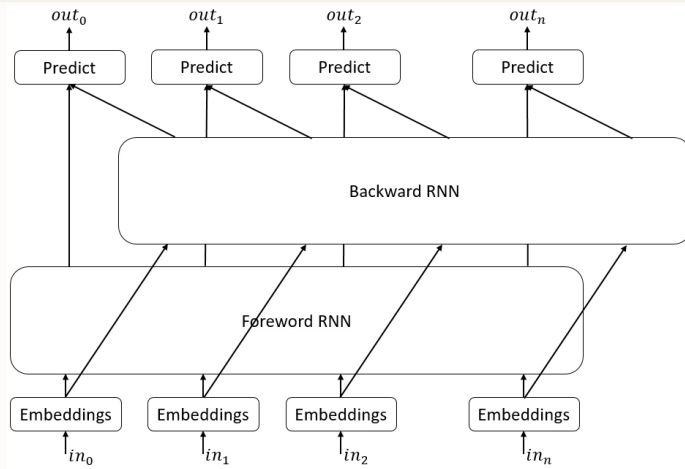 out₀ out₁ out₂ outₙ
Predict Predict Predict Predict
Backward RNN
Foreword RNN
Embeddings Embeddings Embeddings Embeddings
in₀ in₁ in₂ inₙ